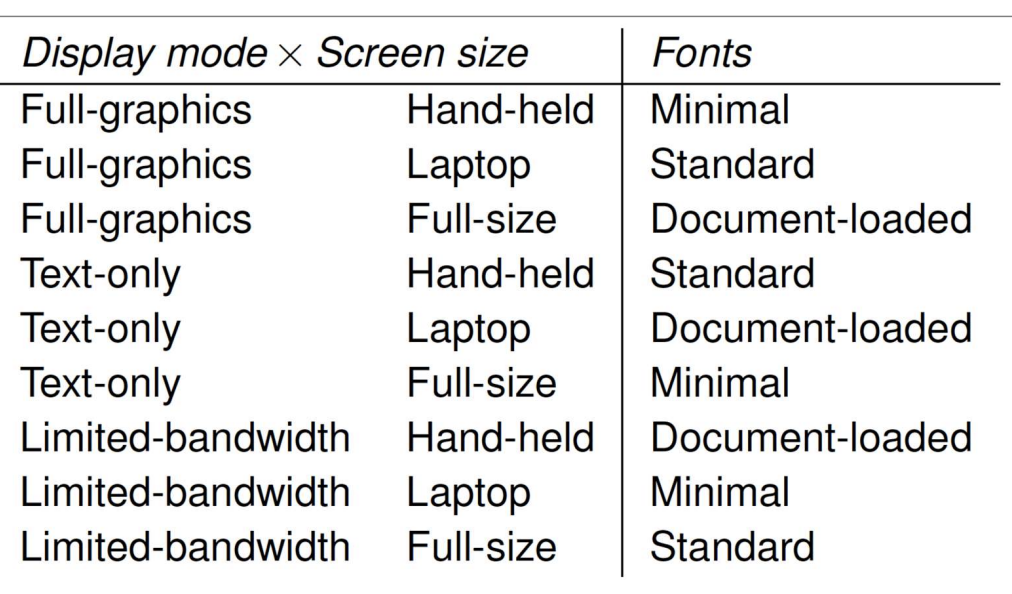 Display mode × Screen size Fonts
Full-graphics Hand-held Minimal
Full-graphics Laptop Standard
Full-graphics Full-size Document-loaded
Text-only Hand-held Standard
Text-only Laptop Document-loaded
Text-only Full-size Minimal
Limited-bandwidth Hand-held Document-loaded
Limited-bandwidth Laptop Minimal
Limited-bandwidth Full-size Standard